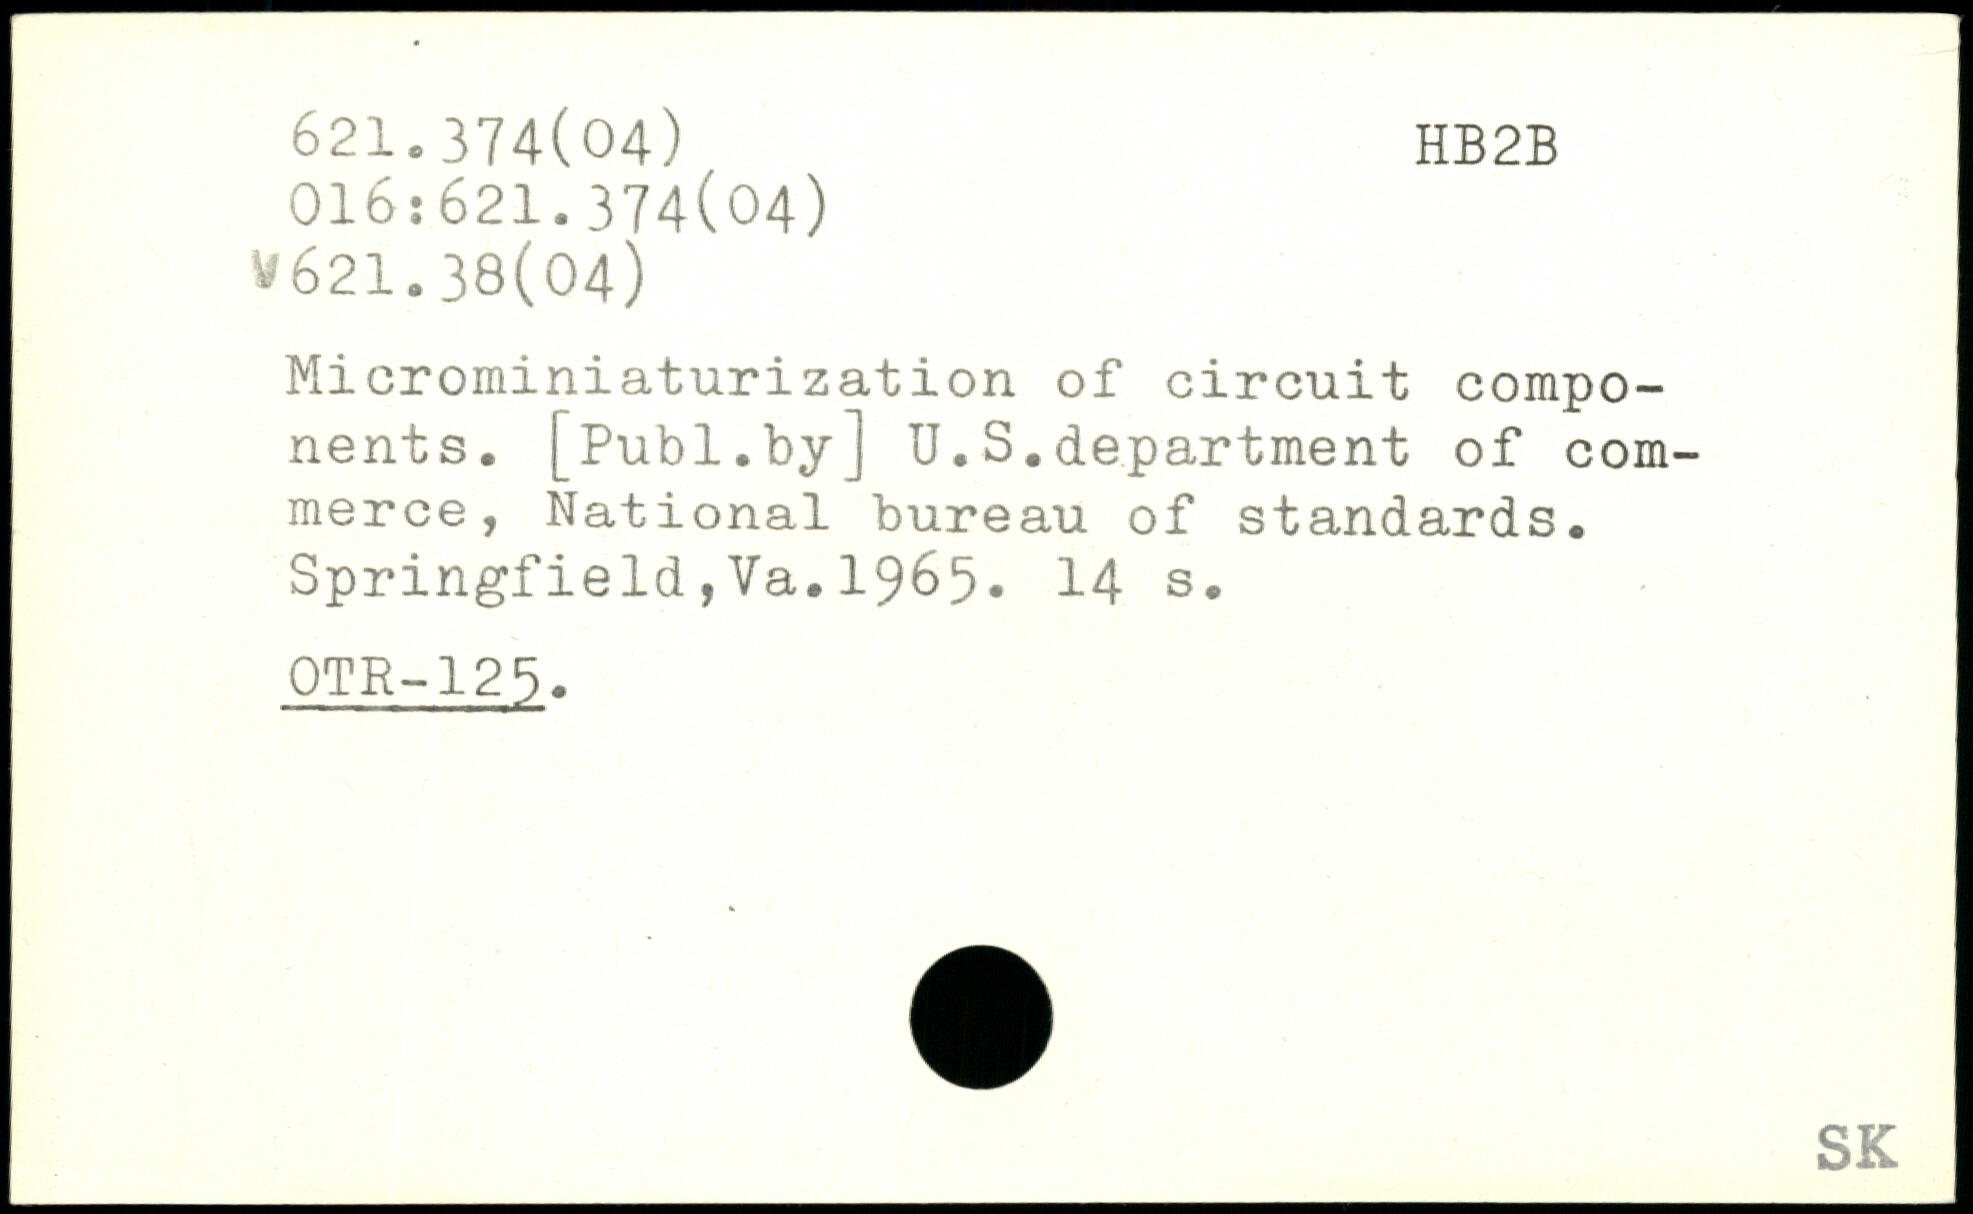 621.374(04) HB2B
016:621.374(04)
V621.38(04)
Microminiaturization of circuit compo-
nents. [Publ.by] U.S.department of com-
merce, National bureau of standards.
Springfield,Va.1965. 14 s.
OTR-125.
SK